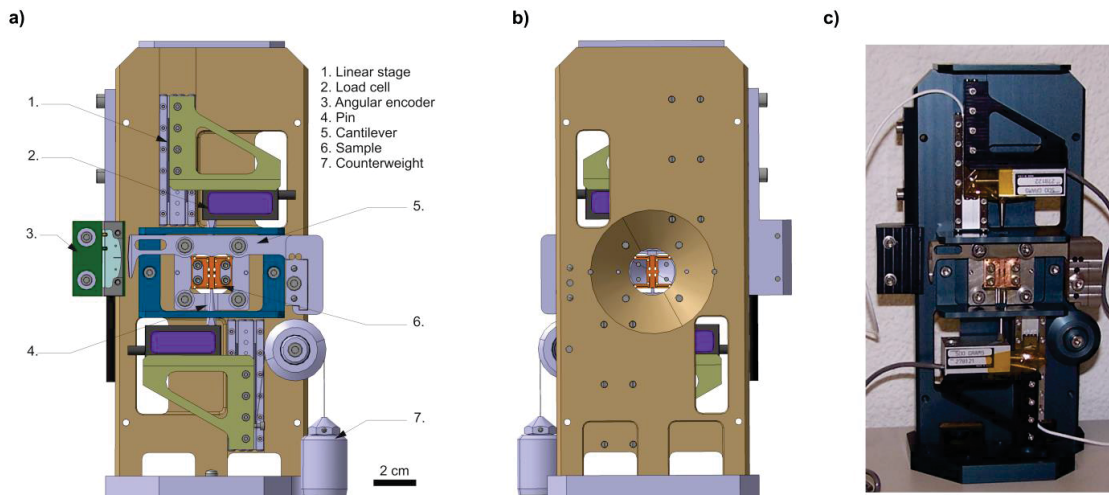 a)
b)
c)
1. Linear stage
2. Load cell
3. Angular encoder
4. Pin
5. Cantilever
6. Sample
7. Counterweight
1.
2.
3.
4.
5.
6.
7.
2 cm